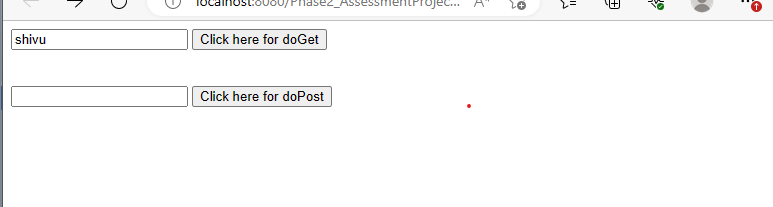 localhost:8080/Phase2_AssessmentProjec...
shivu Click here for doGet
Click here for doPost